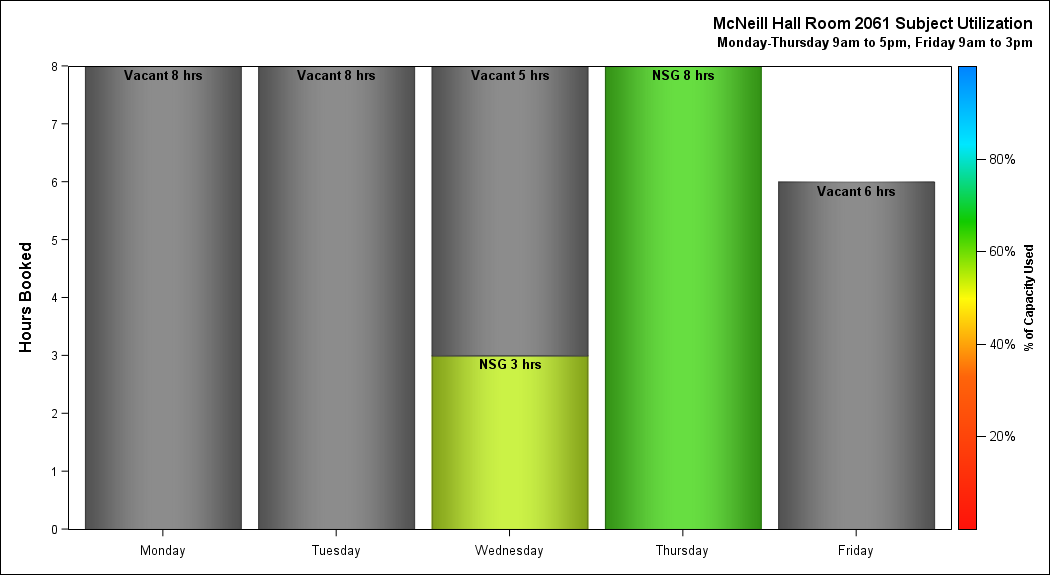 McNeill Hall Room 2061 Subject Utilization
Monday-Thursday 9am to 5pm, Friday 9am to 3pm
Hours Booked
8
7
6
5
4
3
2
1
0
Vacant 8 hrs
Vacant 8 hrs
Vacant 5 hrs
NSG 8 hrs
Vacant 6 hrs
NSG 3 hrs
Monday
Tuesday
Wednesday
Thursday
Friday
80%
60%
40%
20%
% of Capacity Used